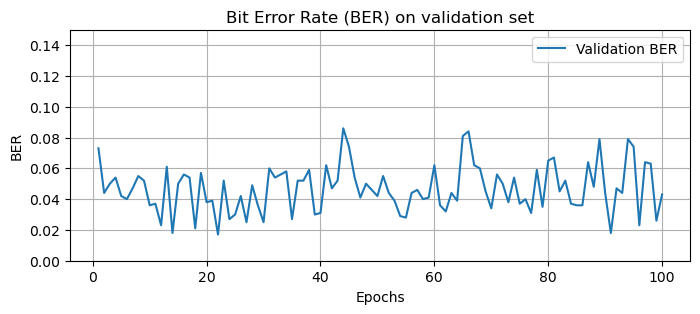 Bit Error Rate (BER) on validation set
Validation BER
BER
0.14
0.12
0.10
0.08
0.06
0.04
0.02
0.00
0 20 40 60 80 100
Epochs